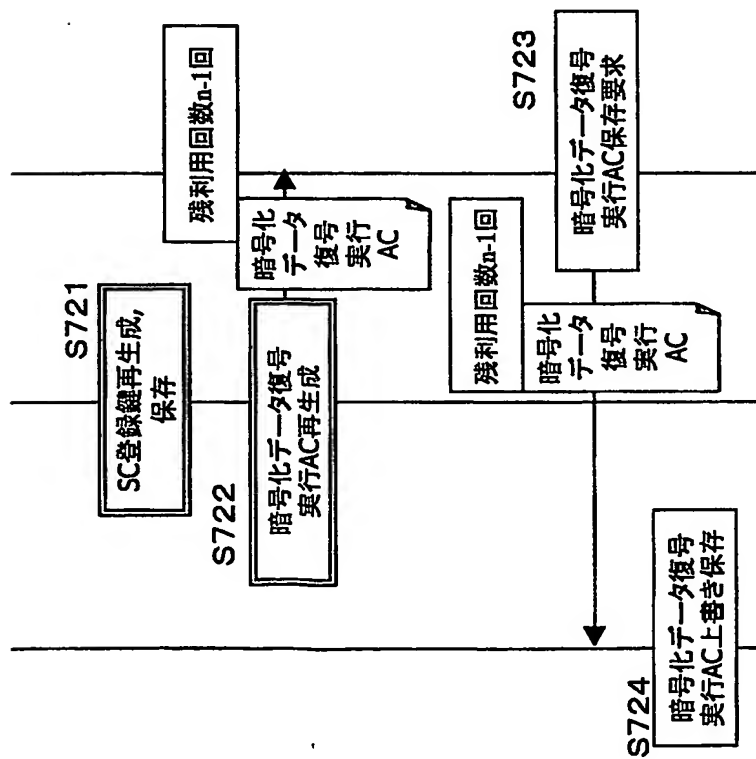 S721
SC登録鍵再生成,
保存
残利用回数n-1回
S722
暗号化データ復号
実行AC再生成
暗号化
データ
復号
実行
AC
S723
暗号化データ復号
実行AC保存要求
残利用回数n-1回
暗号化
データ
復号
実行
AC
S724
暗号化データ復号
実行AC上書き保存